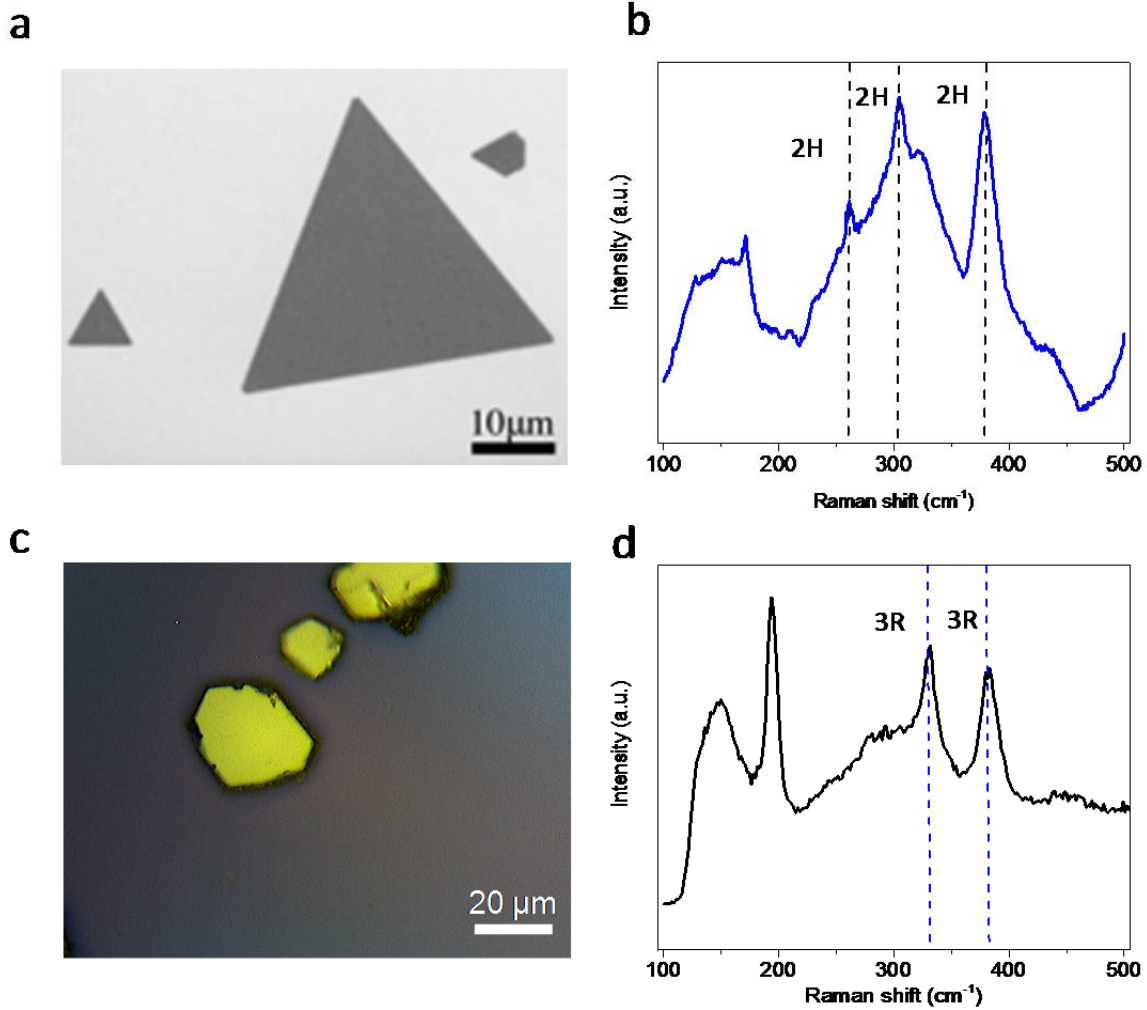 a
10μm
b
2H
2H
2H
Intensity (a.u.)
100
200
300
400
500
Raman shift (cm⁻¹)
c
20 μm
d
3R
3R
Intensity (a.u.)
100
200
300
400
500
Raman shift (cm⁻¹)